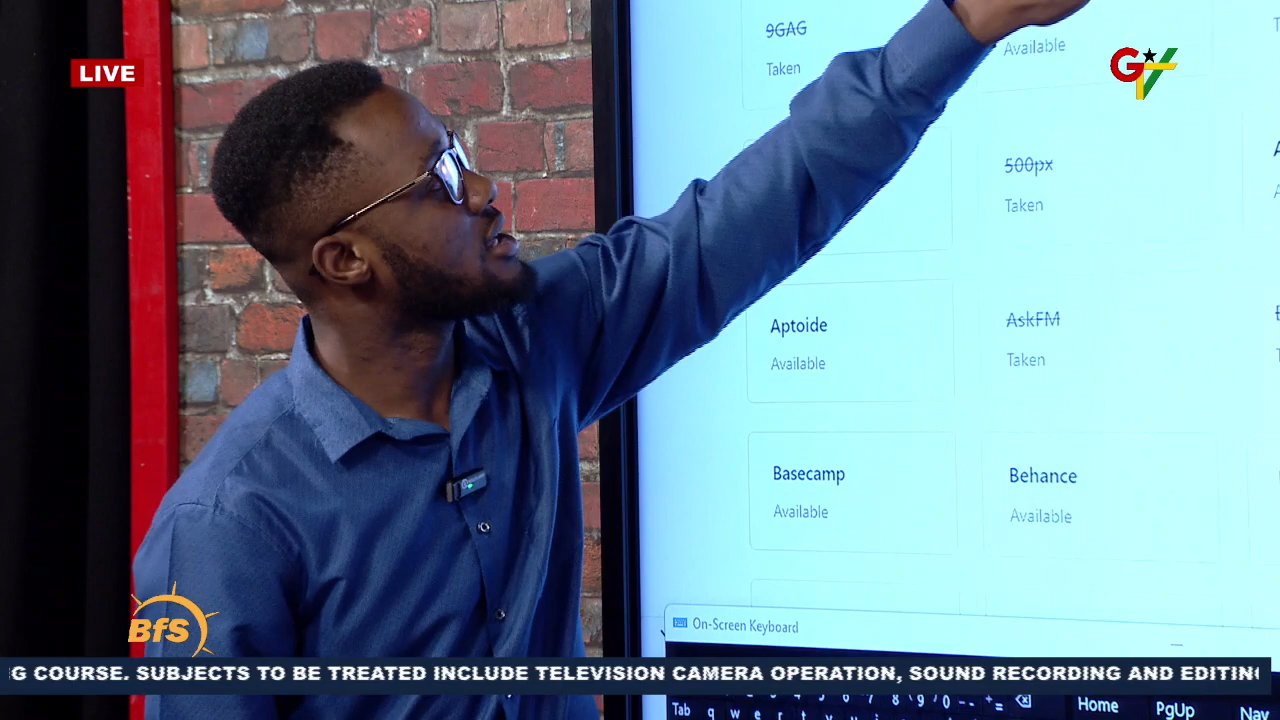 LIVE
9GAG
Taken
Available
GTV
500px
Taken
Aptoide
Available
AskFM
Taken
Basecamp
Available
Behance
Available
On-Screen Keyboard
BfS
G COURSE. SUBJECTS TO BE TREATED INCLUDE TELEVISION CAMERA OPERATION, SOUND RECORDING AND EDITIN
Tab q w e r t y u i o p Home PgUp Nav